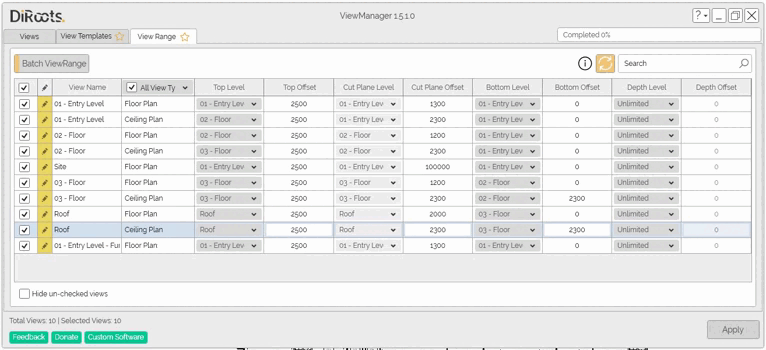 DiRoots. ViewManager 1.5.1.0 ?
Views View Templates View Range Completed 0%
Batch ViewRange Search
View Name All View Ty Top Level Top Offset Cut Plane Level Cut Plane Offset Bottom Level Bottom Offset Depth Level Depth Offset
01 - Entry Level Floor Plan 01 - Entry Lev 2500 01 - Entry Lev 1300 01 - Entry Lev 0 Unlimited 0
01 - Entry Level Ceiling Plan 02 - Floor 2500 01 - Entry Lev 2300 01 - Entry Lev 0 Unlimited 0
02 - Floor Floor Plan 02 - Floor 2500 02 - Floor 1200 02 - Floor 0 Unlimited 0
02 - Floor Ceiling Plan 03 - Floor 2500 02 - Floor 2300 02 - Floor 0 Unlimited 0
Site Floor Plan 01 - Entry Lev 2500 01 - Entry Lev 100000 01 - Entry Lev 0 Unlimited 0
03 - Floor Floor Plan 03 - Floor 2500 03 - Floor 1200 02 - Floor 0 Unlimited 0
03 - Floor Ceiling Plan 03 - Floor 2500 03 - Floor 2300 02 - Floor 2300 Unlimited 0
Roof Floor Plan Roof 2500 Roof 2000 03 - Floor 0 Unlimited 0
Roof Ceiling Plan Roof 2500 Roof 2300 03 - Floor 2300 Unlimited 0
01 - Entry Level - Fur Floor Plan 01 - Entry Lev 2500 01 - Entry Lev 1300 01 - Entry Lev 0 Unlimited 0
Hide un-checked views
Total Views: 10 | Selected Views: 10
Feedback Donate Custom Software Apply